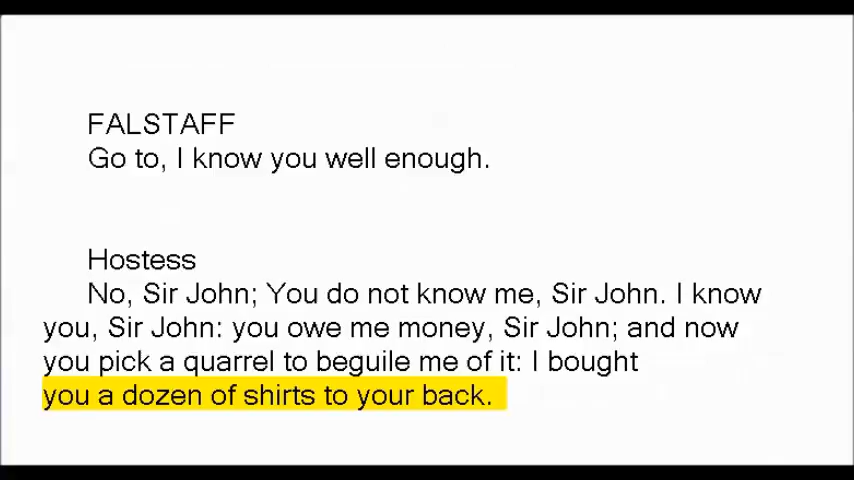 FALSTAFF
Go to, I know you well enough.
Hostess
No, Sir John; You do not know me, Sir John. I know
you, Sir John: you owe me money, Sir John; and now
you pick a quarrel to beguile me of it: I bought
you a dozen of shirts to your back.